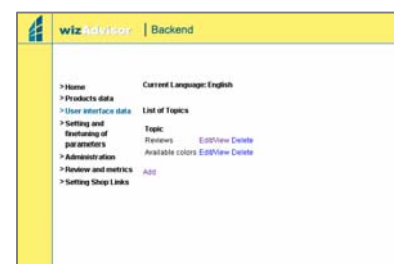 wizAdvisor | Backend
> Home
> Products data
> User interface data
> Setting and
finetuning of
parameters
> Administration
> Review and metrics
> Setting Shop Links
Current Language: English
List of Topics
Topic
Reviews Edit/View Delete
Available colors Edit/View Delete
Add